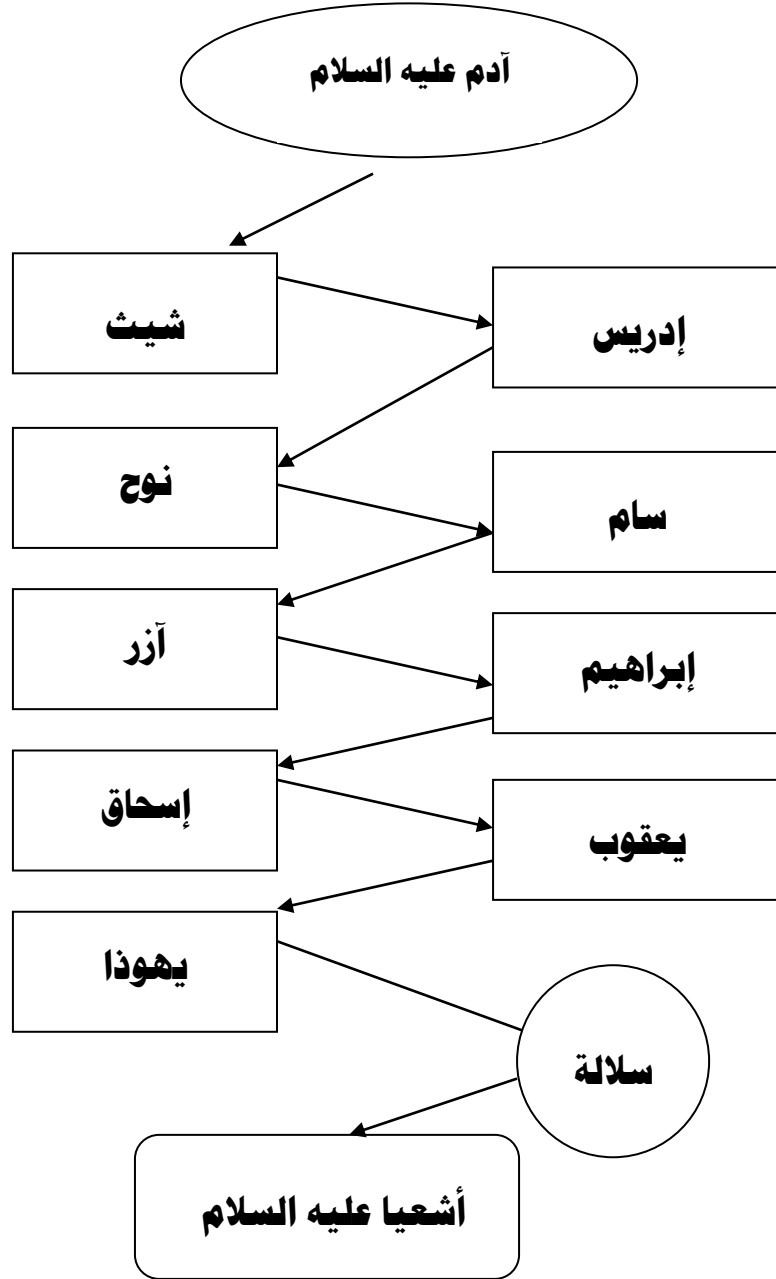 آدم عليه السلام
شيث
إدريس
نوح
سام
آزر
إبراهيم
إسحاق
يعقوب
يهوذا
سلالة
أشعيا عليه السلام